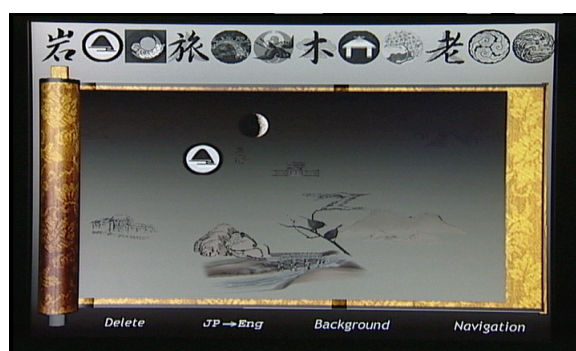 岩 旅 木 老
Delete JP→Eng Background Navigation